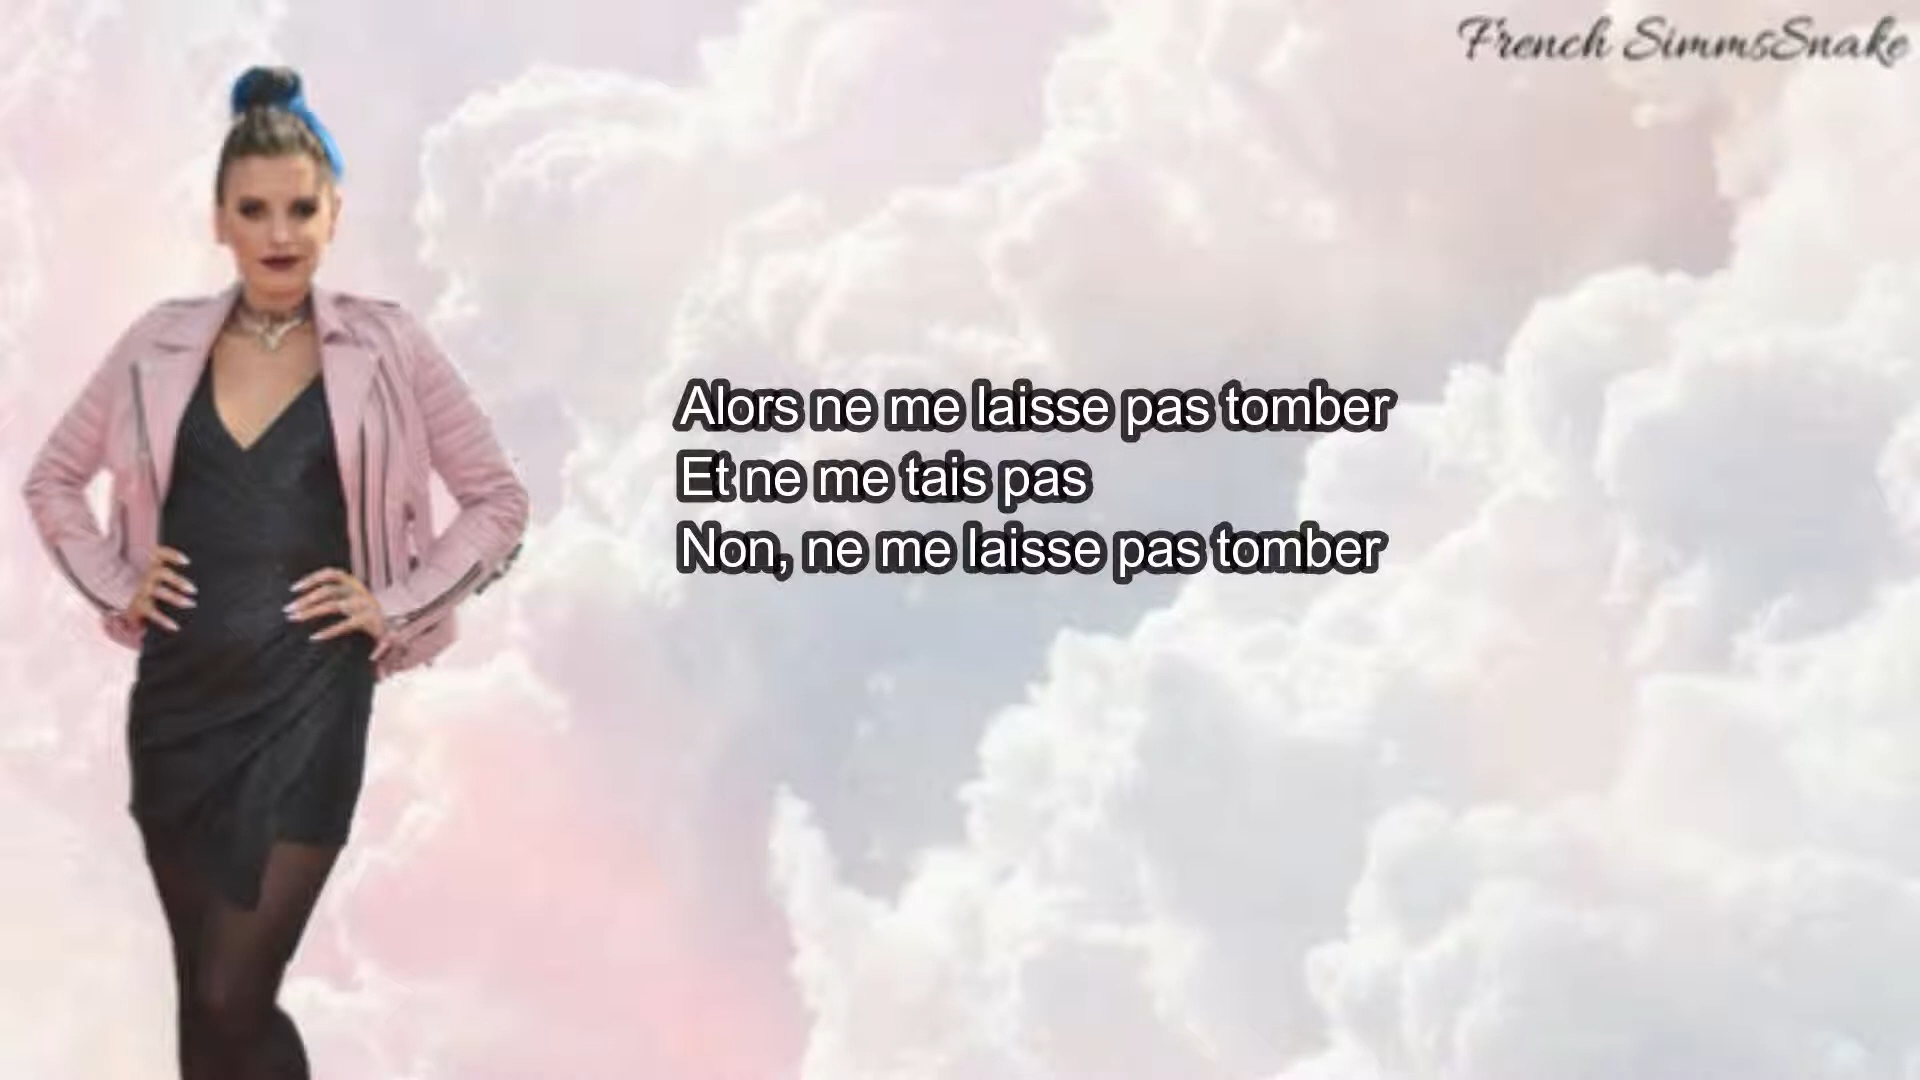 French SimmsSnake
Alors ne me laisse pas tomber
Et ne me tais pas
Non, ne me laisse pas tomber